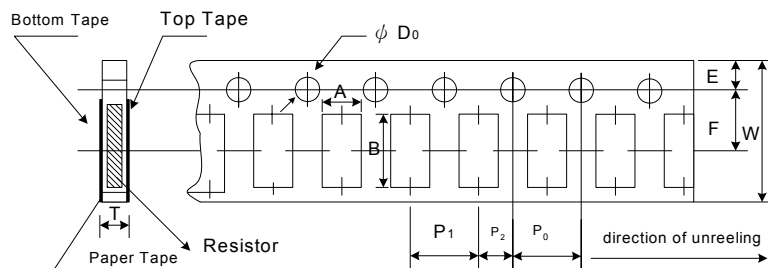 Bottom Tape
Top Tape
ϕ D0
A
B
E
F
W
T
P1
P2
P0
Paper Tape
Resistor
direction of unreeling